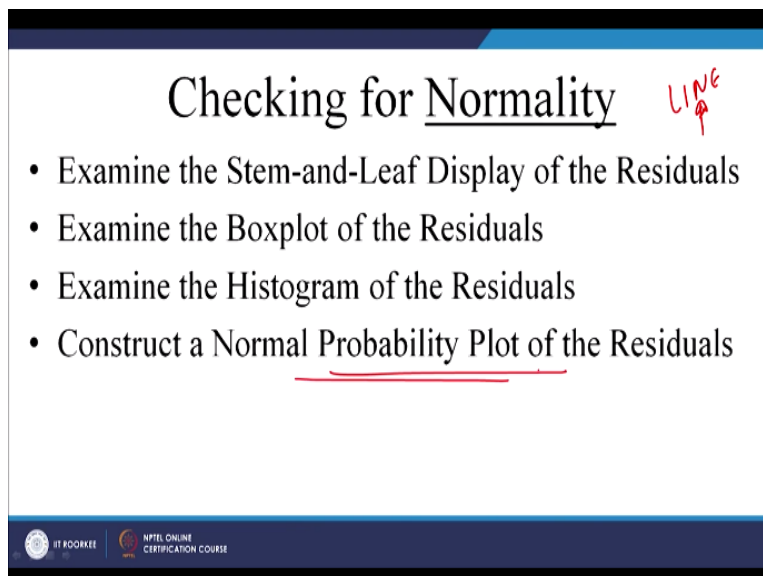 Checking for Normality
LINE
• Examine the Stem-and-Leaf Display of the Residuals
• Examine the Boxplot of the Residuals
• Examine the Histogram of the Residuals
• Construct a Normal Probability Plot of the Residuals
IIT ROORKEE
NPTEL ONLINE
CERTIFICATION COURSE